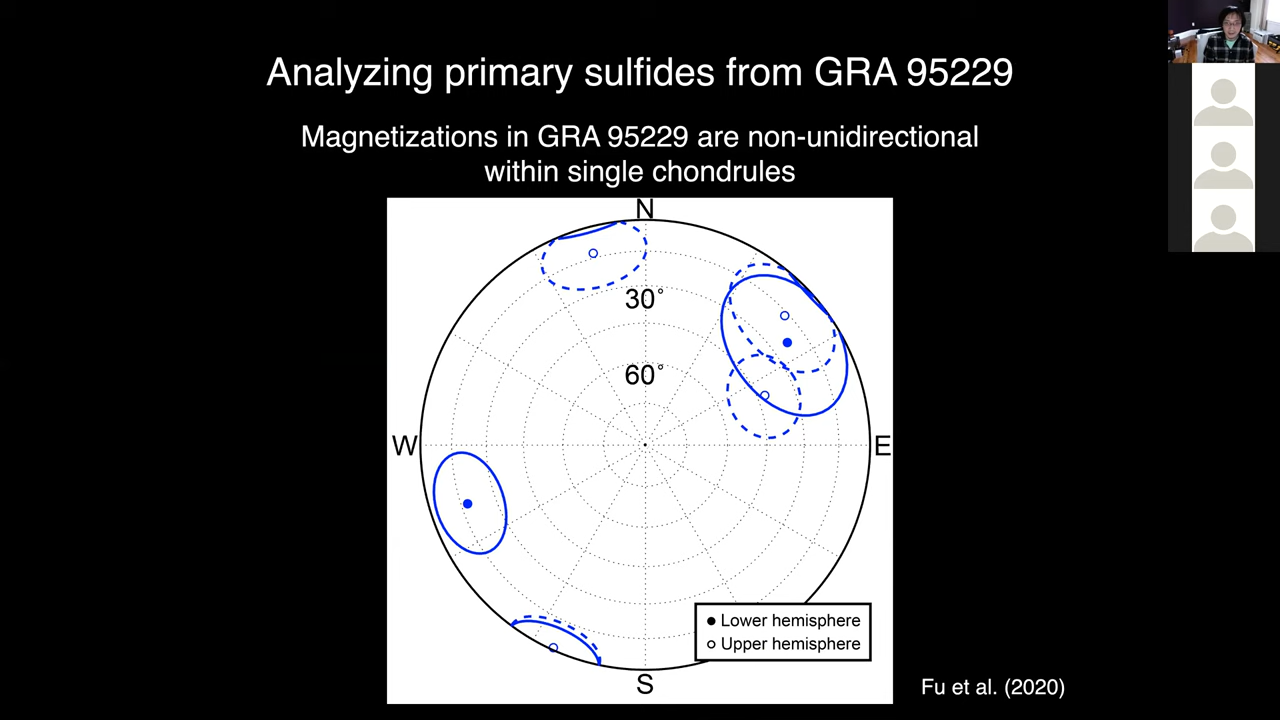 Analyzing primary sulfides from GRA 95229
Magnetizations in GRA 95229 are non-unidirectional
within single chondrules
N
30°
60°
W
E
Lower hemisphere
Upper hemisphere
S
Fu et al. (2020)